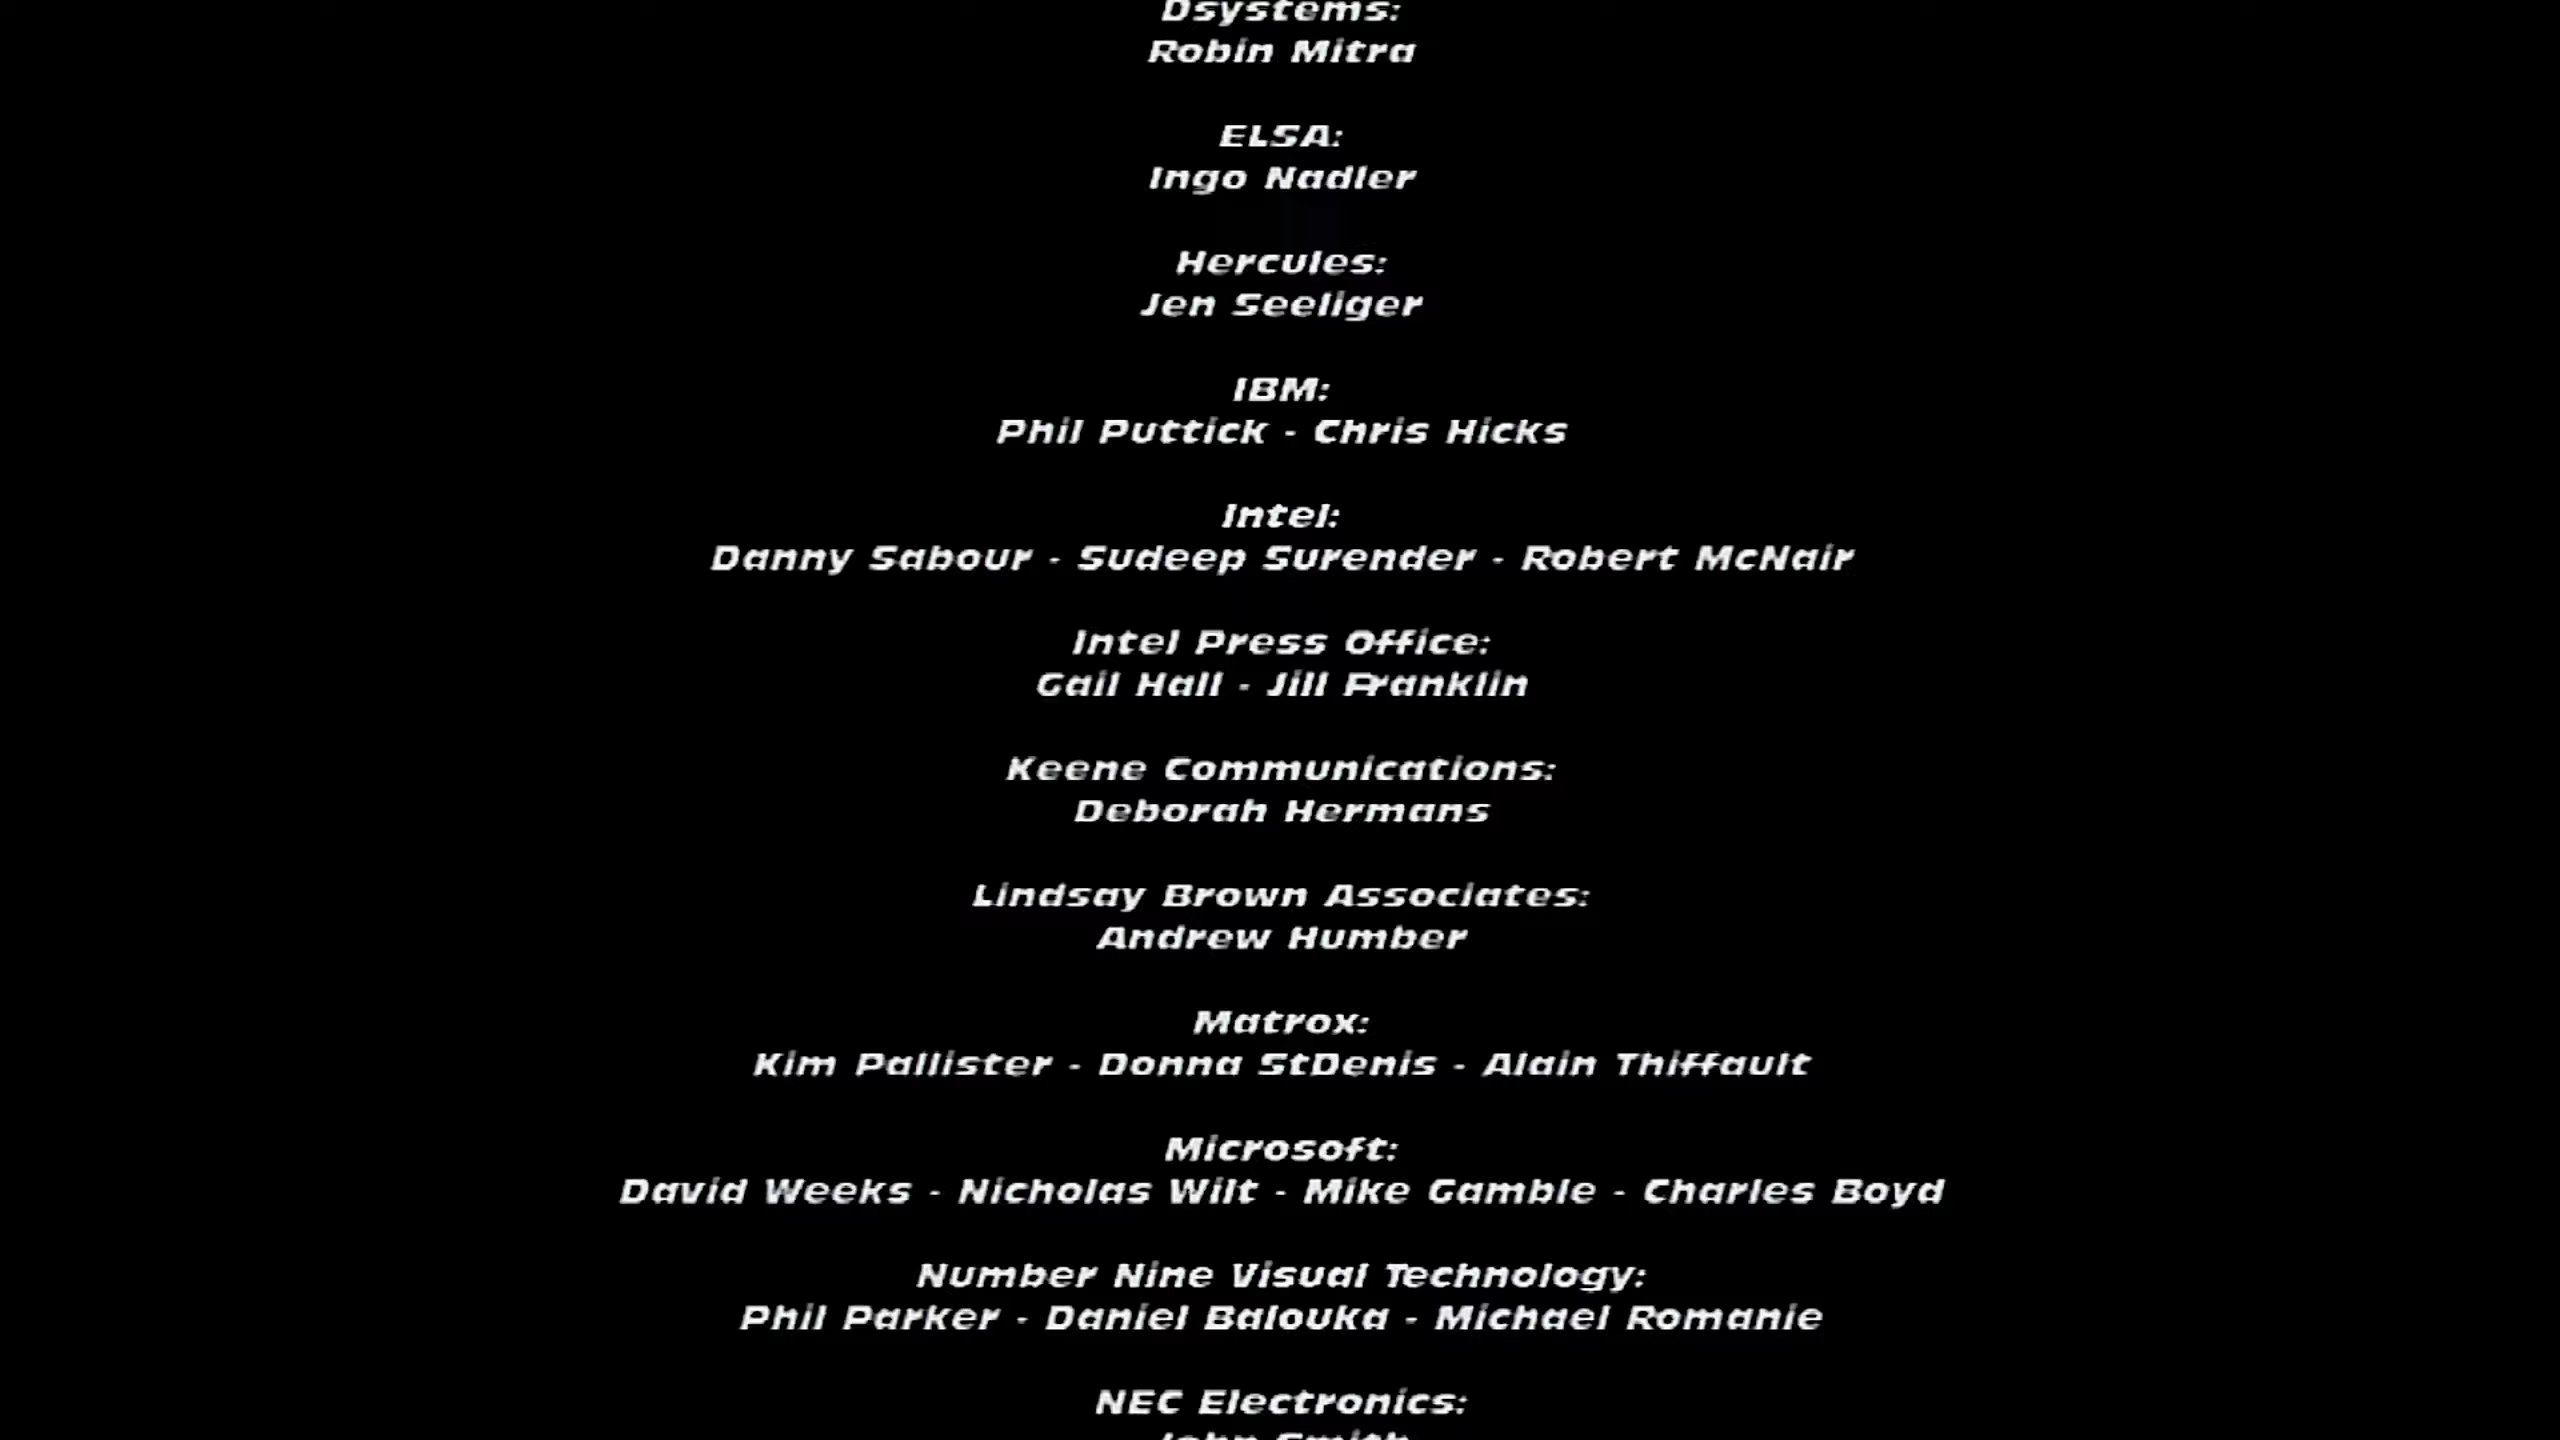 Dsystems:
Robin Mitra
ELSA:
Ingo Nadler
Hercules:
Jen Seeliger
IBM:
Phil Puttick - Chris Hicks
Intel:
Danny Sabour - Sudeep Surender - Robert McNair
Intel Press Office:
Gail Hall - Jill Franklin
Keene Communications:
Deborah Hermans
Lindsay Brown Associates:
Andrew Humber
Matrox:
Kim Pallister - Donna StDenis - Alain Thiffault
Microsoft:
David Weeks - Nicholas Wilt - Mike Gamble - Charles Boyd
Number Nine Visual Technology:
Phil Parker - Daniel Balouka - Michael Romanie
NEC Electronics:
John Smith